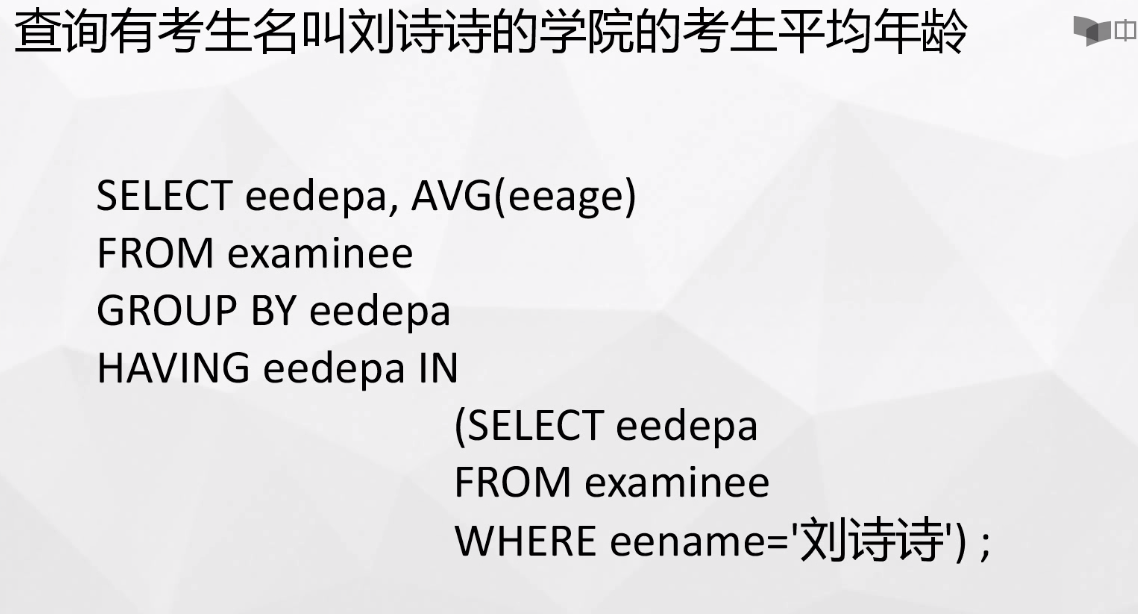 查询有考生名叫刘诗诗的学院的考生平均年龄
中
SELECT eedepa, AVG(eeage)
FROM examinee
GROUP BY eedepa
HAVING eedepa IN
(SELECT eedepa
FROM examinee
WHERE eename='刘诗诗') ;